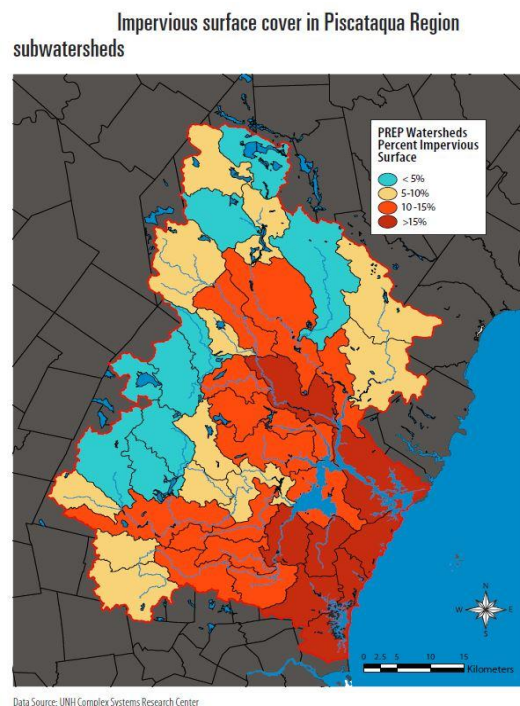 Impervious surface cover in Piscataqua Region
subwatersheds
PREP Watersheds
Percent Impervious
Surface
< 5%
5-10%
10 -15%
>15%
N
W E
S
0 2.5 5 10 15
Kilometers
Data Source: UNH Complex Systems Research Center